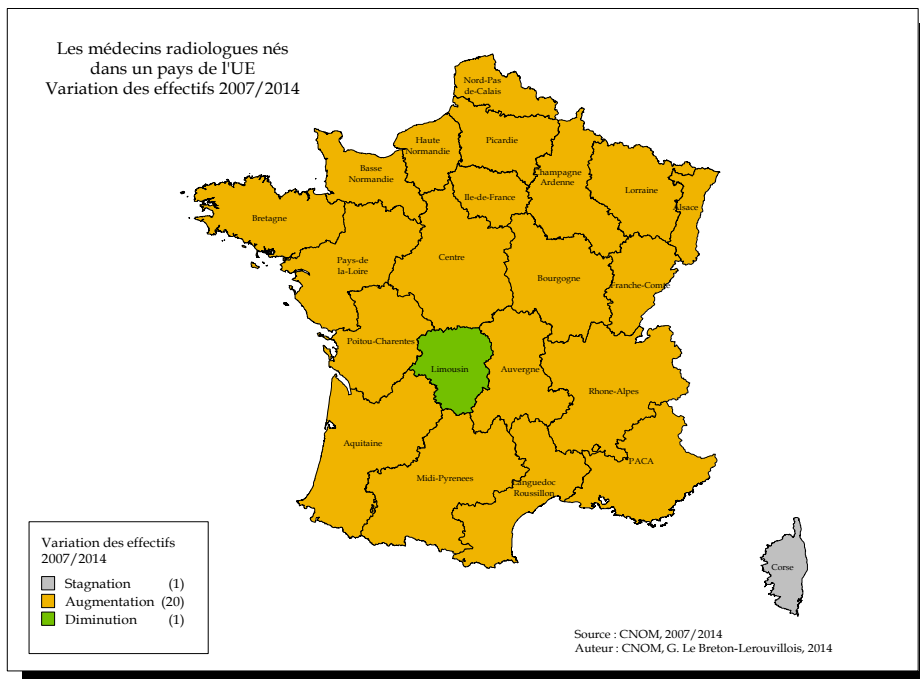 Les médecins radiologues nés
dans un pays de l'UE
Variation des effectifs 2007/2014
Nord-Pas
de-Calais
Haute
Normandie
Picardie
Champagne
Ardenne
Basse
Normandie
Ile-de-France
Lorraine
Alsace
Bretagne
Pays-de
la-Loire
Centre
Bourgogne
Franche-Comte
Poitou-Charentes
Limousin
Auvergne
Rhone-Alpes
Aquitaine
Midi-Pyrenees
Languedoc
Roussillon
PACA
Corse
Variation des effectifs
2007/2014
Stagnation (1)
Augmentation (20)
Diminution (1)
Source : CNOM, 2007/2014
Auteur : CNOM, G. Le Breton-Lerouvillois, 2014